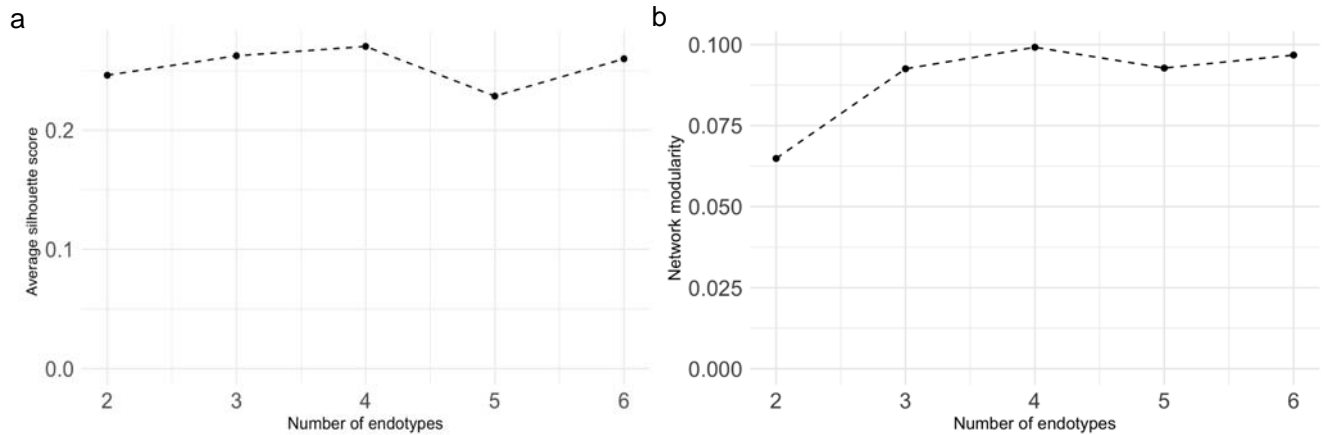 a
Average silhouette score
0.2
0.1
0.0
2 3 4 5 6
Number of endotypes
b
Network modularity
0.100
0.075
0.050
0.025
0.000
2 3 4 5 6
Number of endotypes